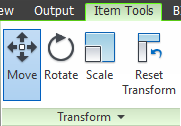 w Output Item Tools B
Move Rotate Scale Reset
Transform
Transform